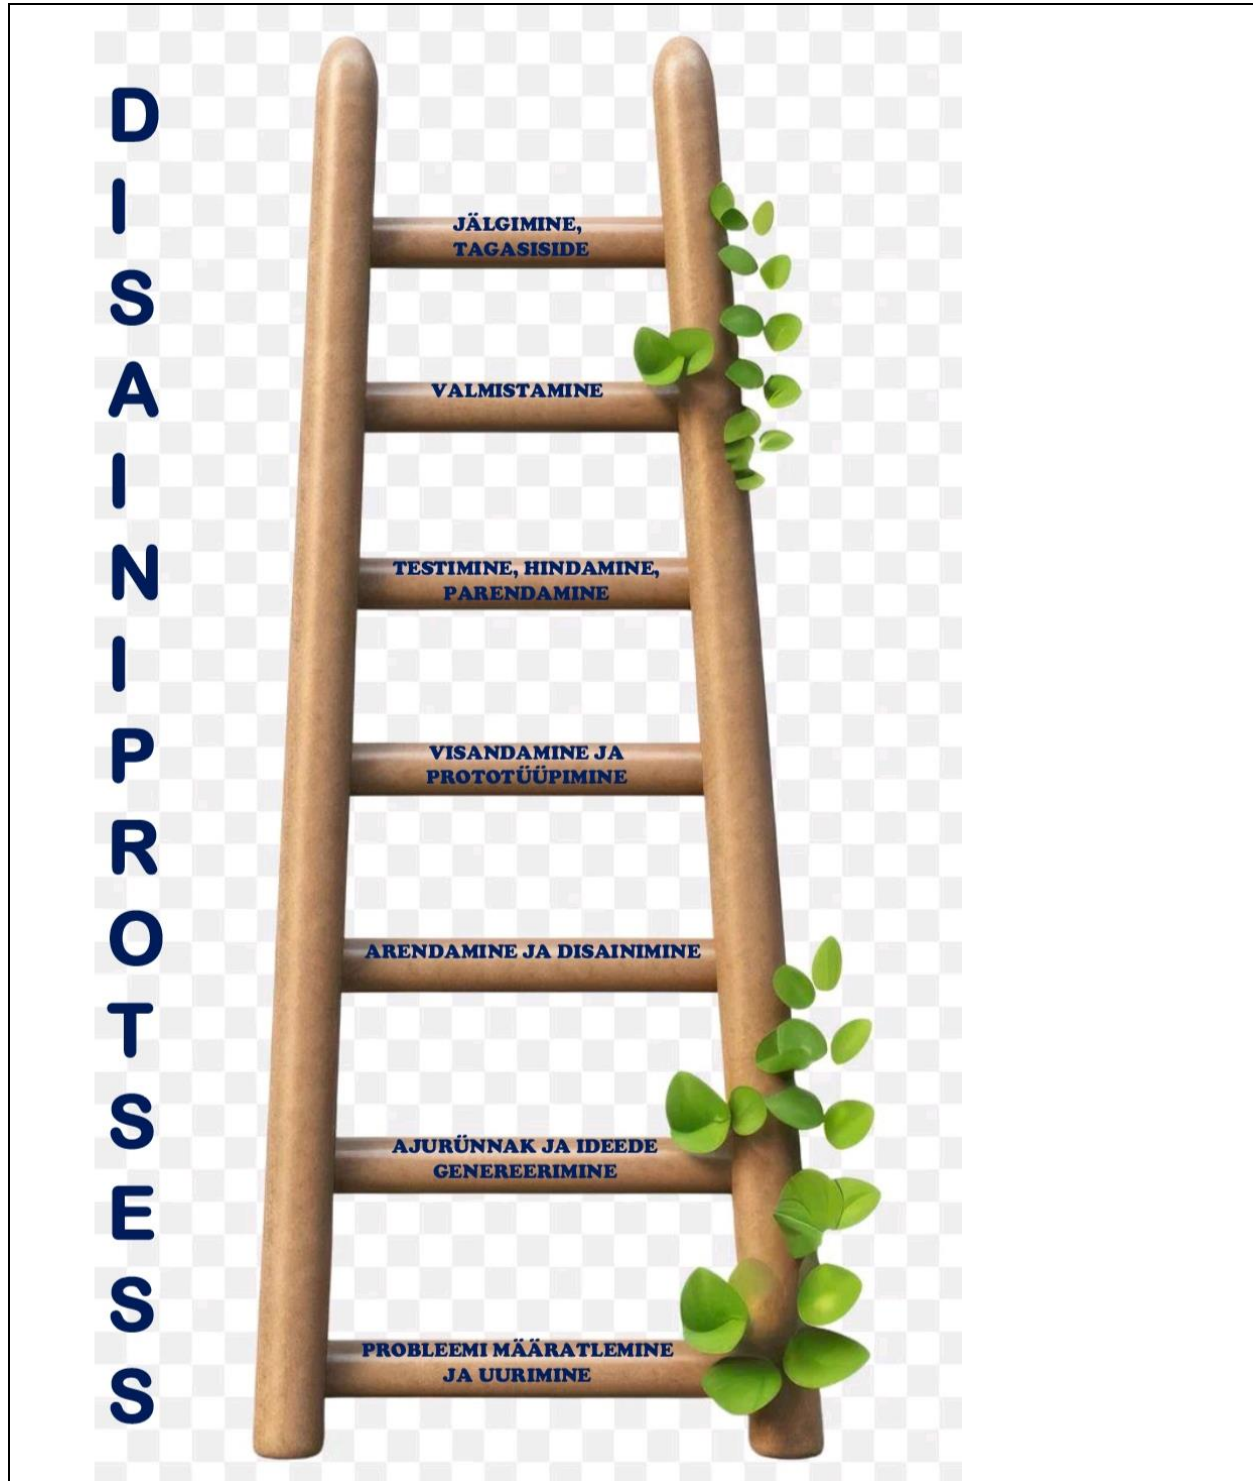 DISAINIPROTSESS
JÄLGIMINE,
TAGASISIDE
VALMISTAMINE
TESTIMINE, HINDAMINE,
PARENDAMINE
VISANDAMINE JA
PROTOTÜÜPIMINE
ARENDAMINE JA DISAINIMINE
AJURÜNNAK JA IDEEDE
GENEREERIMINE
PROBLEEMI MÄÄRATLEMINE
JA UURIMINE